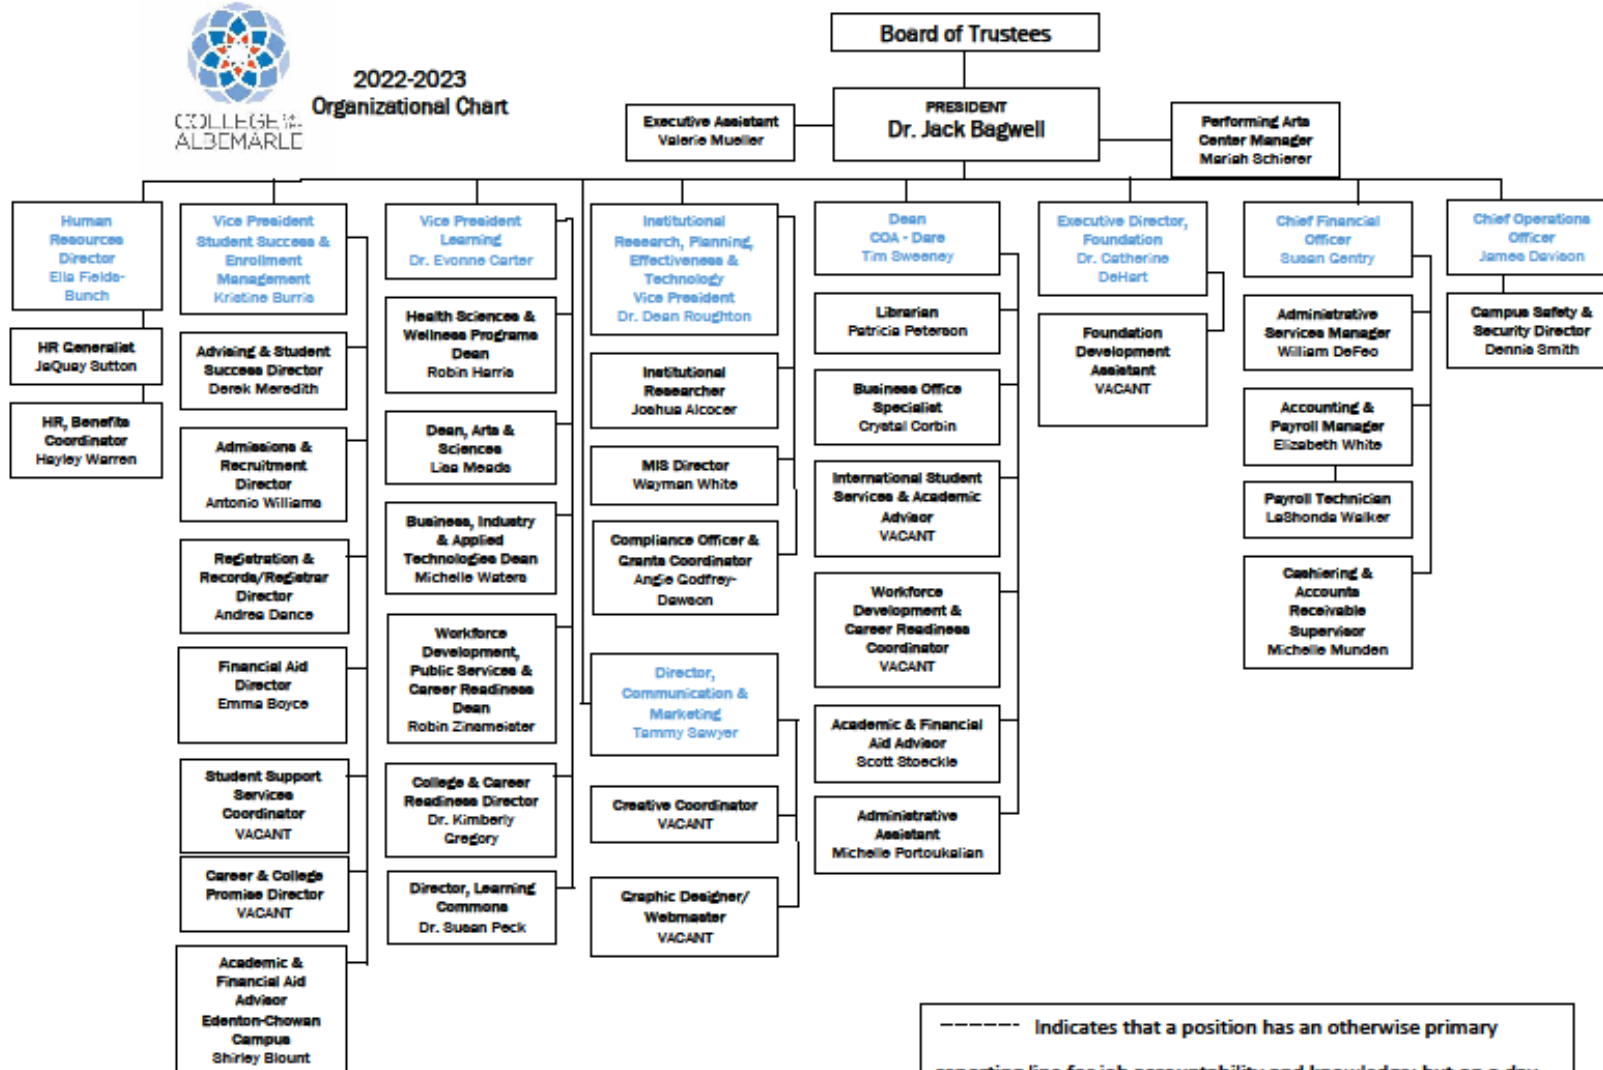 COLLEGE OF THE
ALBEMARLE
2022-2023
Organizational Chart
Board of Trustees
PRESIDENT
Dr. Jack Bagwell
Executive Assistant
Valerie Mueller
Performing Arts
Center Manager
Mariah Schierer
Human
Resources
Director
Ella Fields-
Bunch
HR Generalist
JaQuay Sutton
HR, Benefits
Coordinator
Hayley Warren
Vice President
Student Success &
Enrollment
Management
Kristine Burris
Advising & Student
Success Director
Derek Meredith
Admissions &
Recruitment
Director
Antonio Williams
Registration &
Records/Registrar
Director
Andrea Dance
Financial Aid
Director
Emma Boyce
Student Support
Services
Coordinator
VACANT
Career & College
Promise Director
VACANT
Academic &
Financial Aid
Advisor
Edenton-Chowan
Campus
Shirley Blount
Vice President
Learning
Dr. Evonne Carter
Health Sciences &
Wellness Programs
Dean
Robin Harris
Dean, Arts &
Sciences
Lisa Meads
Business, Industry
& Applied
Technologies Dean
Michelle Waters
Workforce
Development,
Public Services &
Career Readiness
Dean
Robin Zinsmeister
College & Career
Readiness Director
Dr. Kimberly
Gregory
Director, Learning
Commons
Dr. Susan Peck
Institutional
Research, Planning,
Effectiveness &
Technology
Vice President
Dr. Dean Roughton
Institutional
Researcher
Joshua Alcocer
MIS Director
Wayman White
Compliance Officer &
Grants Coordinator
Angie Godfrey-
Dawson
Director,
Communication &
Marketing
Tammy Sawyer
Creative Coordinator
VACANT
Graphic Designer/
Webmaster
VACANT
Dean
COA - Dare
Tim Sweeney
Librarian
Patricia Peterson
Business Office
Specialist
Crystal Corbin
International Student
Services & Academic
Advisor
VACANT
Workforce
Development &
Career Readiness
Coordinator
VACANT
Academic & Financial
Aid Advisor
Scott Stoeckle
Administrative
Assistant
Michelle Portoukalian
Executive Director,
Foundation
Dr. Catherine
DeHart
Foundation
Development
Assistant
VACANT
Chief Financial
Officer
Susan Gentry
Administrative
Services Manager
William DeFeo
Accounting &
Payroll Manager
Elizabeth White
Payroll Technician
LaShonda Walker
Cashiering &
Accounts
Receivable
Supervisor
Michelle Munden
Chief Operations
Officer
James Davison
Campus Safety &
Security Director
Dennis Smith
------- Indicates that a position has an otherwise primary
reporting line for job accountability and knowledge; but on a day